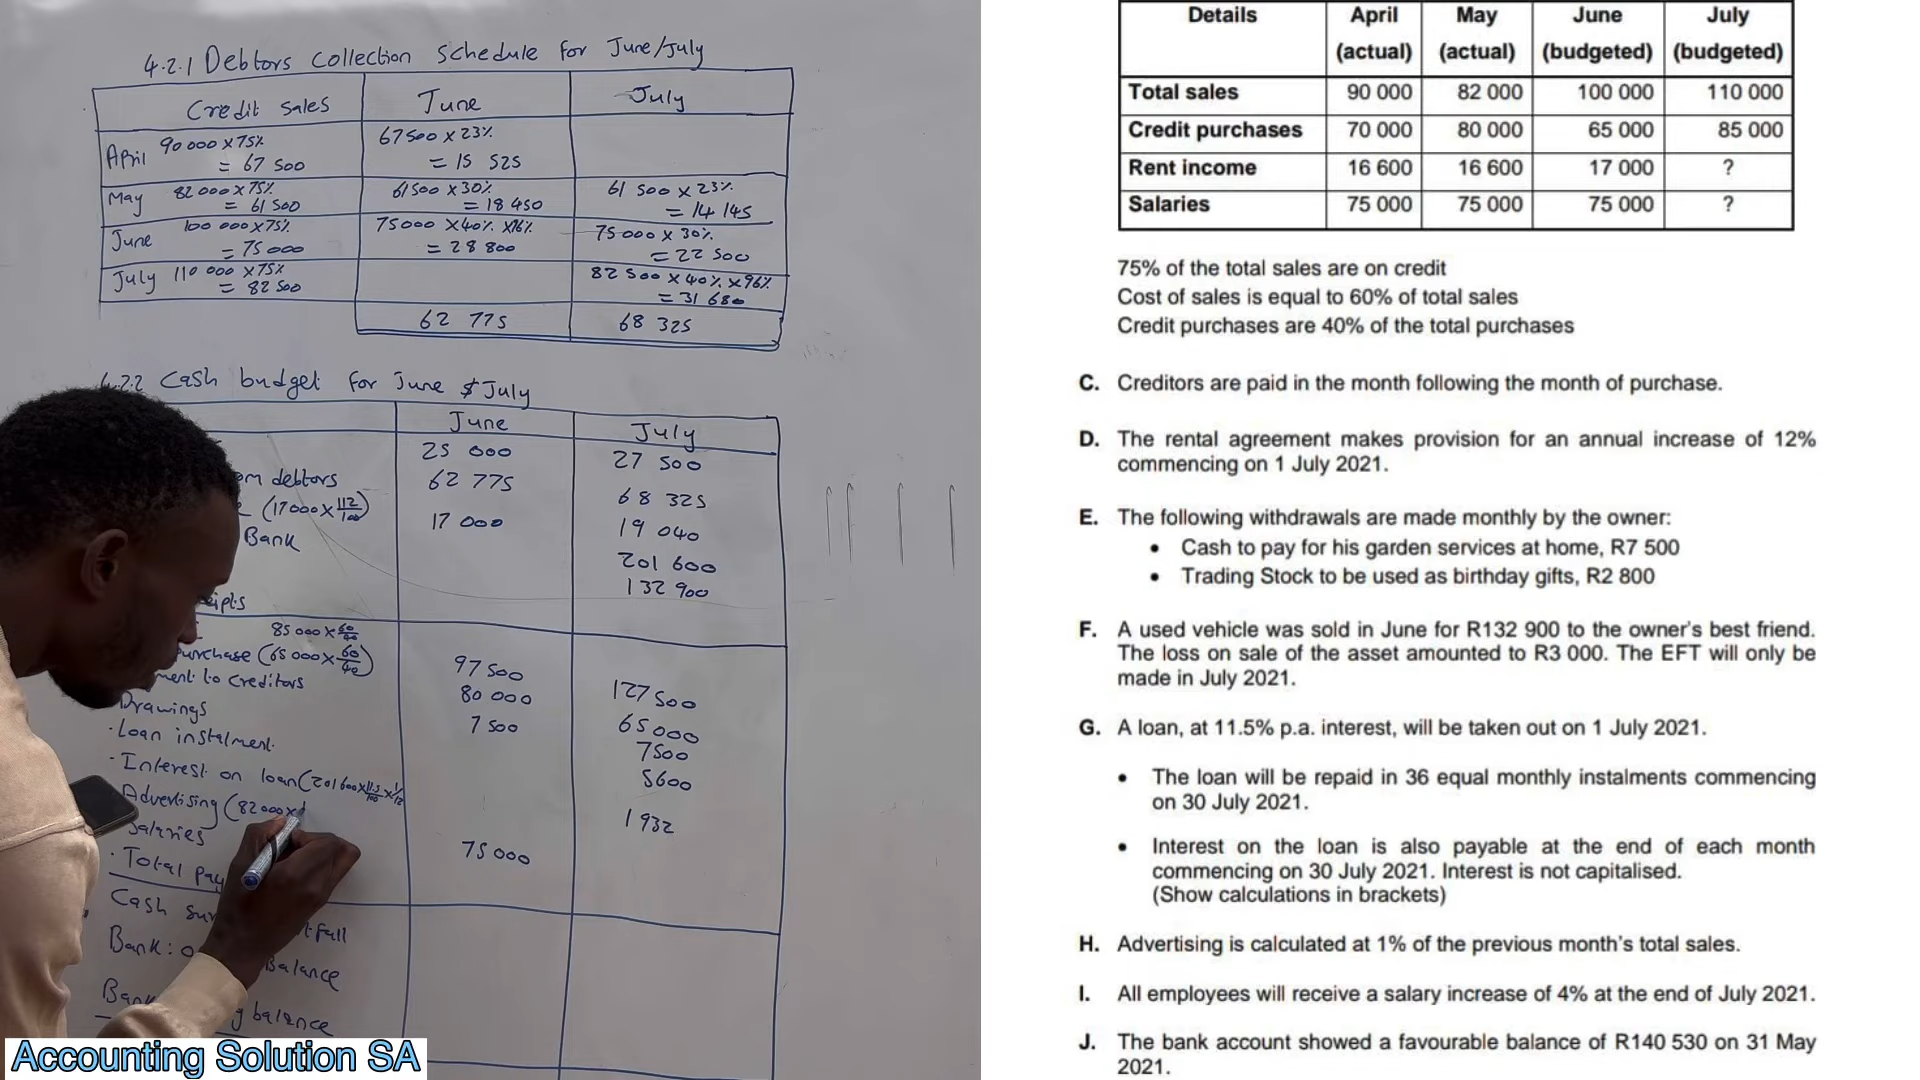 4.2.1 Debtors collection schedule for June/July
Credit sales June July
April 90 000 x 75% 67500 x 23%
= 67 500 = 15 525
May 82 000 x 75% 61500 x 30% 61 500 x 23%
= 61 500 = 18 450 = 14 145
June 100 000 x 75% 75000 x 40% x 96% 75 000 x 30%
= 75 000 = 28 800 = 22 500
July 110 000 x 75% 82 500 x 40% x 96%
= 82 500 = 31 680
62 775 68 325
4.2.2 Cash budget for June & July
June July
25 000 27 500
om debtors 62 775 68 325
(17000 x 112/100) 17 000 19 040
Bank 201 600
132 900
eipts
85 000 x 60/40
urchase (65 000 x 60/40) 97 500 127 500
ment to creditors 80 000 65 000
Drawings 7 500 7500
· Loan instalment 5600
· Interest on loan (201 600 x 11.5/100 x 1/12 1 932
Advertising (82 000 x
Salaries 75 000
· Total pay
Cash sur tfall
Bank: o Balance
Bank g balance
Accounting Solution SA
Details April (actual) May (actual) June (budgeted) July (budgeted)
Total sales 90 000 82 000 100 000 110 000
Credit purchases 70 000 80 000 65 000 85 000
Rent income 16 600 16 600 17 000 ?
Salaries 75 000 75 000 75 000 ?
75% of the total sales are on credit
Cost of sales is equal to 60% of total sales
Credit purchases are 40% of the total purchases
C. Creditors are paid in the month following the month of purchase.
D. The rental agreement makes provision for an annual increase of 12%
commencing on 1 July 2021.
E. The following withdrawals are made monthly by the owner:
• Cash to pay for his garden services at home, R7 500
• Trading Stock to be used as birthday gifts, R2 800
F. A used vehicle was sold in June for R132 900 to the owner's best friend.
The loss on sale of the asset amounted to R3 000. The EFT will only be
made in July 2021.
G. A loan, at 11.5% p.a. interest, will be taken out on 1 July 2021.
• The loan will be repaid in 36 equal monthly instalments commencing
on 30 July 2021.
• Interest on the loan is also payable at the end of each month
commencing on 30 July 2021. Interest is not capitalised.
(Show calculations in brackets)
H. Advertising is calculated at 1% of the previous month's total sales.
I. All employees will receive a salary increase of 4% at the end of July 2021.
J. The bank account showed a favourable balance of R140 530 on 31 May
2021.